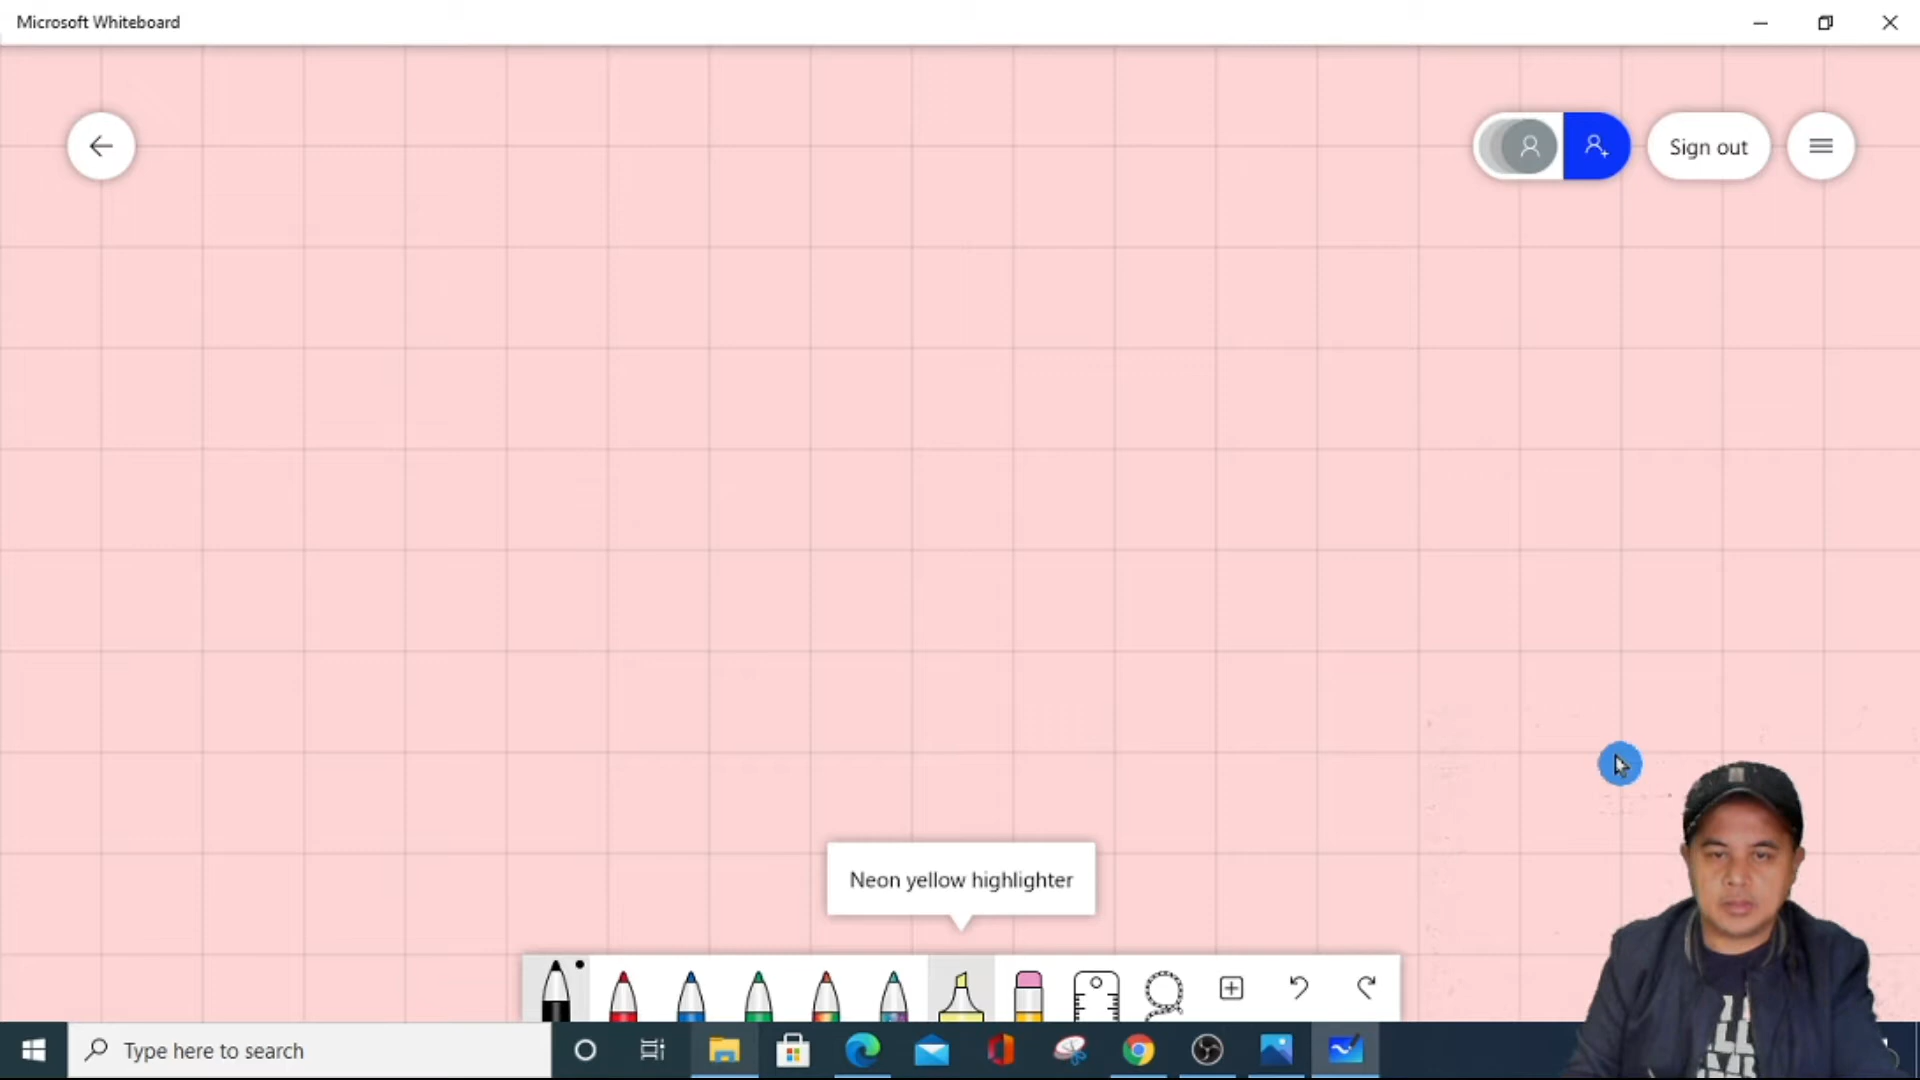 Microsoft Whiteboard
Sign out
Neon yellow highlighter
Type here to search